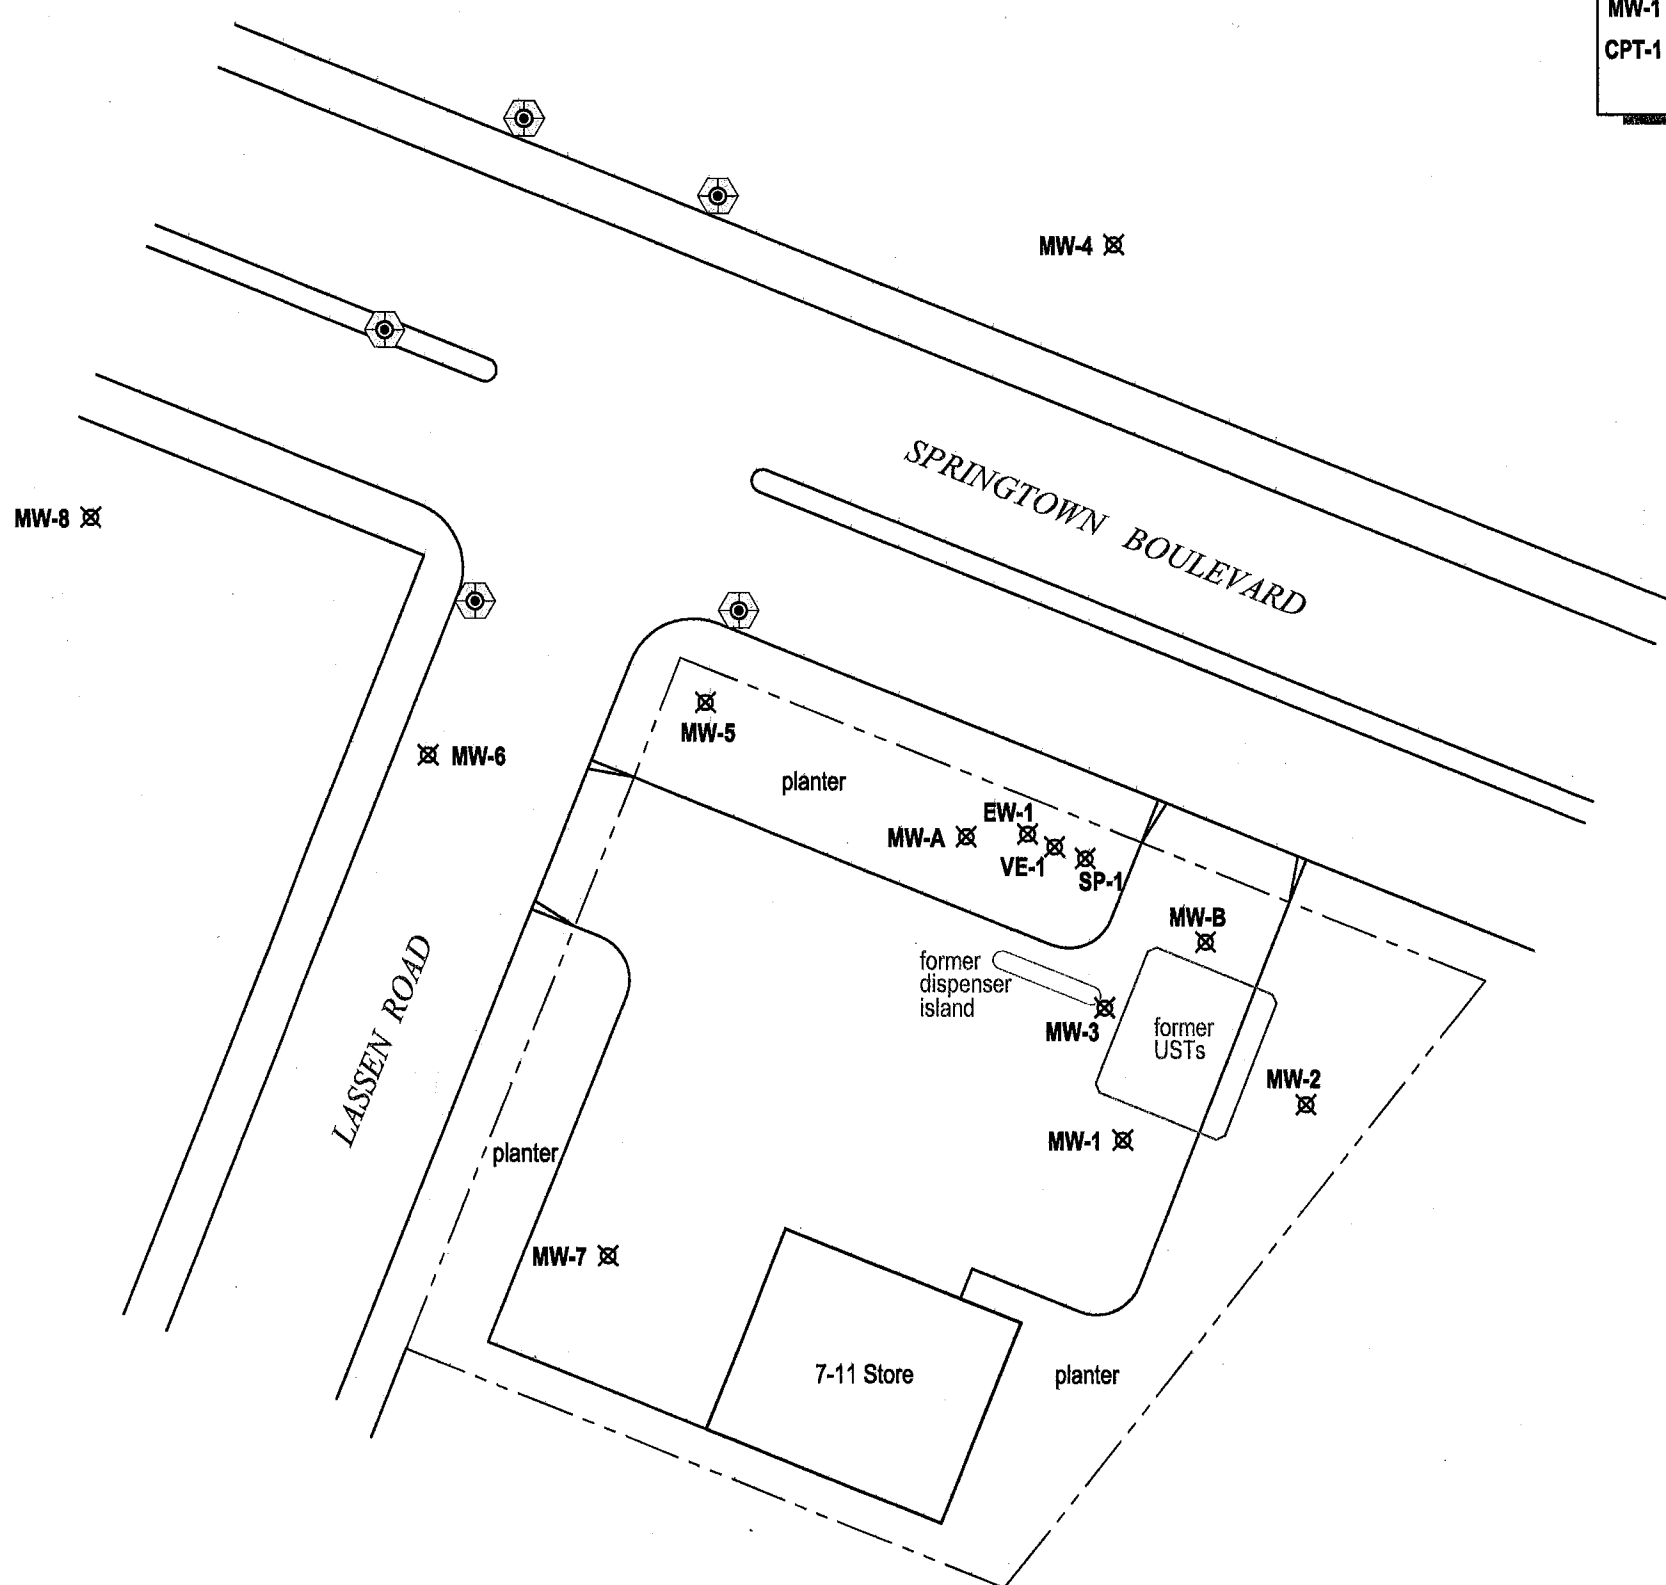 MW-1
CPT-1
MW-4
SPRINGTOWN BOULEVARD
MW-8
MW-5
MW-6
planter
EW-1
MW-A
VE-1
SP-1
MW-B
former
dispenser
island
MW-3
former
USTs
LASSEN ROAD
MW-2
MW-1
planter
MW-7
7-11 Store
planter